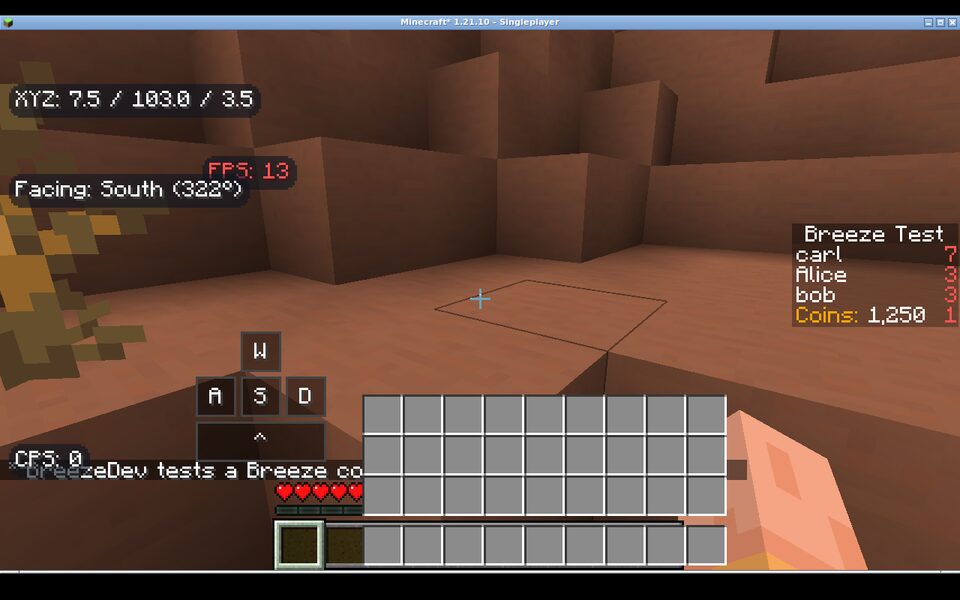 Minecraft* 1.21.10 - Singleplayer
XYZ: 7.5 / 103.0 / 3.5
FPS: 13
Facing: South (322°)
Breeze Test
carl 7
Alice 3
bob 3
Coins: 1,250 1
W
A S D
^
CPS: 0
BreezeDev tests a Breeze co